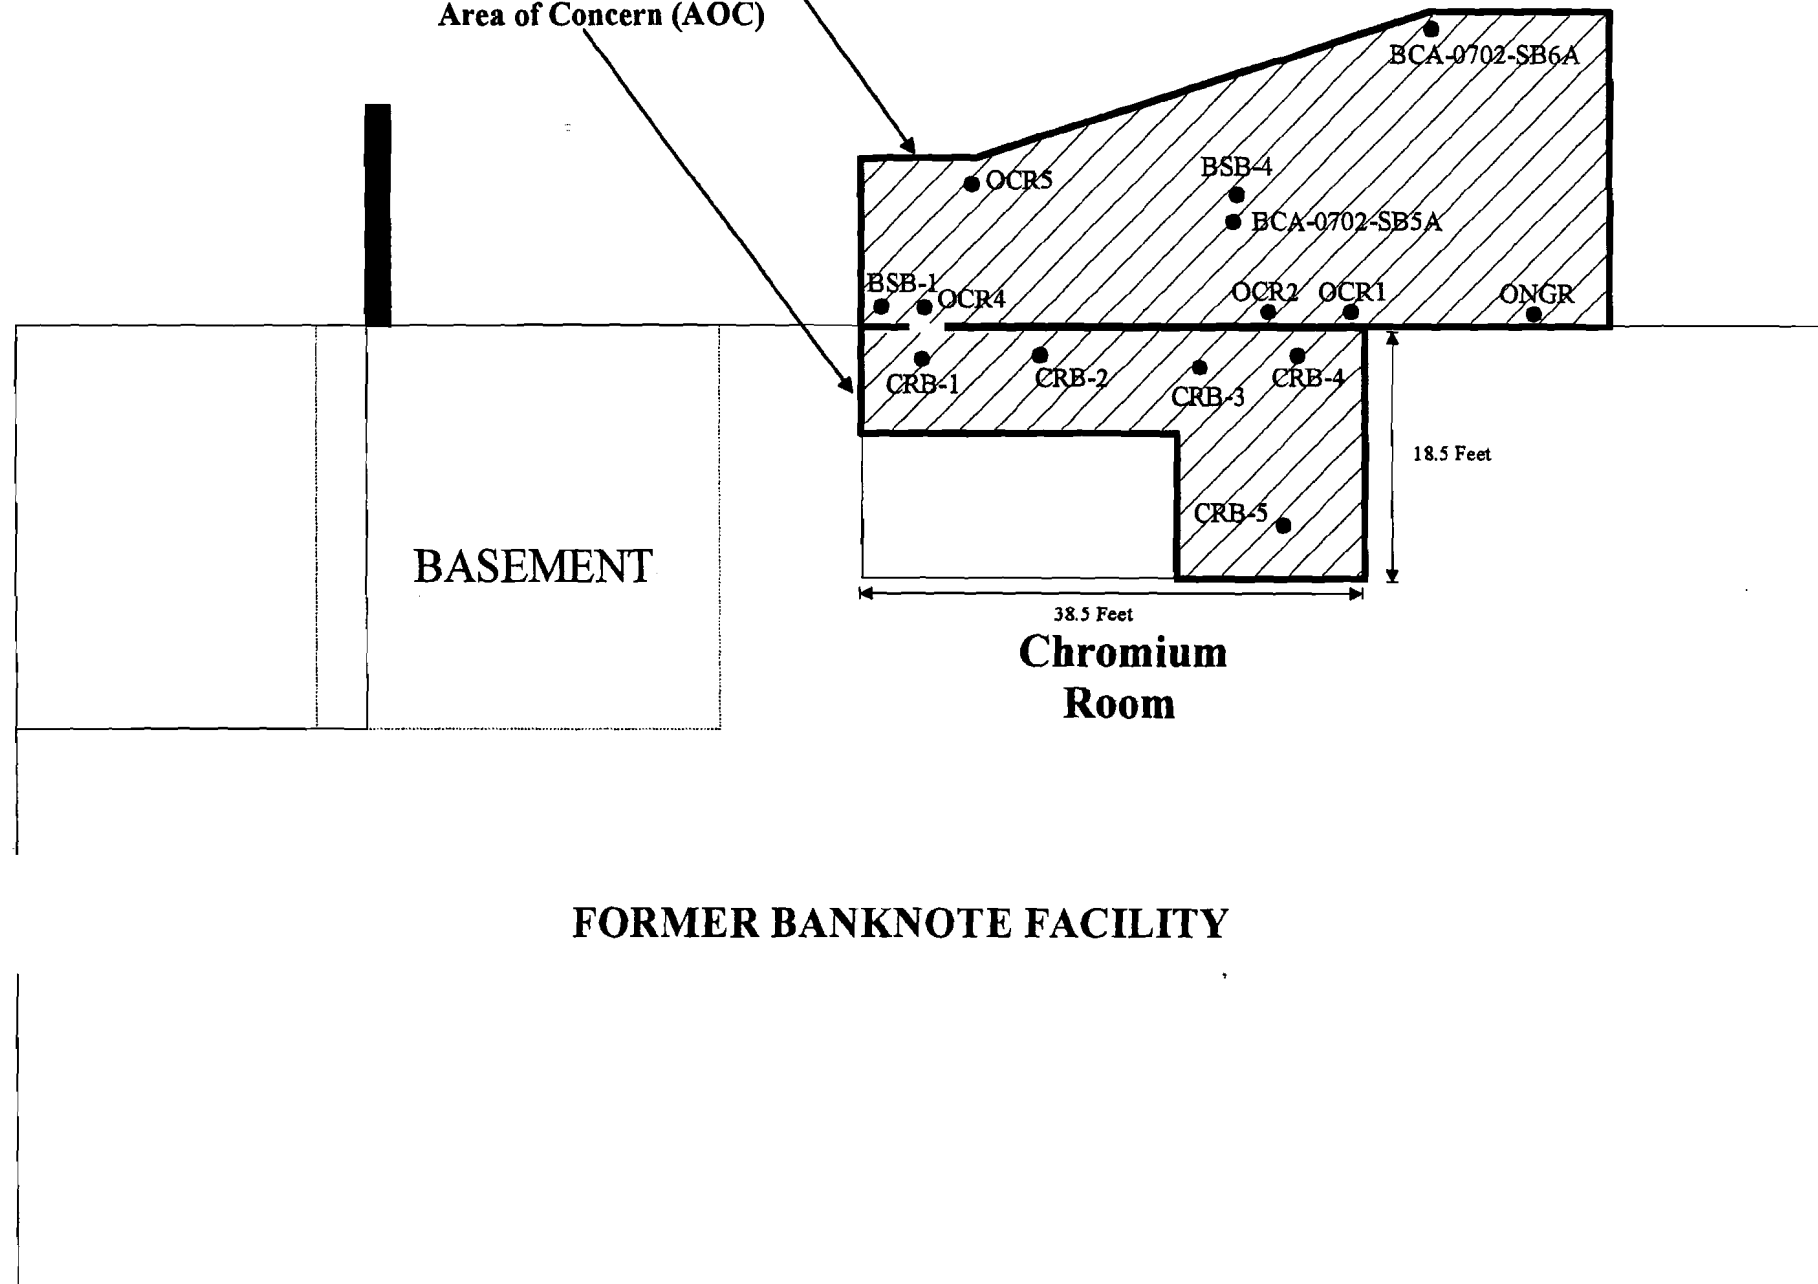 Area of Concern (AOC)
BCA-0702-SB6A
BSB-4
OCR5
BCA-0702-SB5A
BSB-1
OCR4
OCR2
OCR1
ONGR
CRB-1
CRB-2
CRB-3
CRB-4
18.5 Feet
CRB-5
BASEMENT
38.5 Feet
Chromium
Room
FORMER BANKNOTE FACILITY